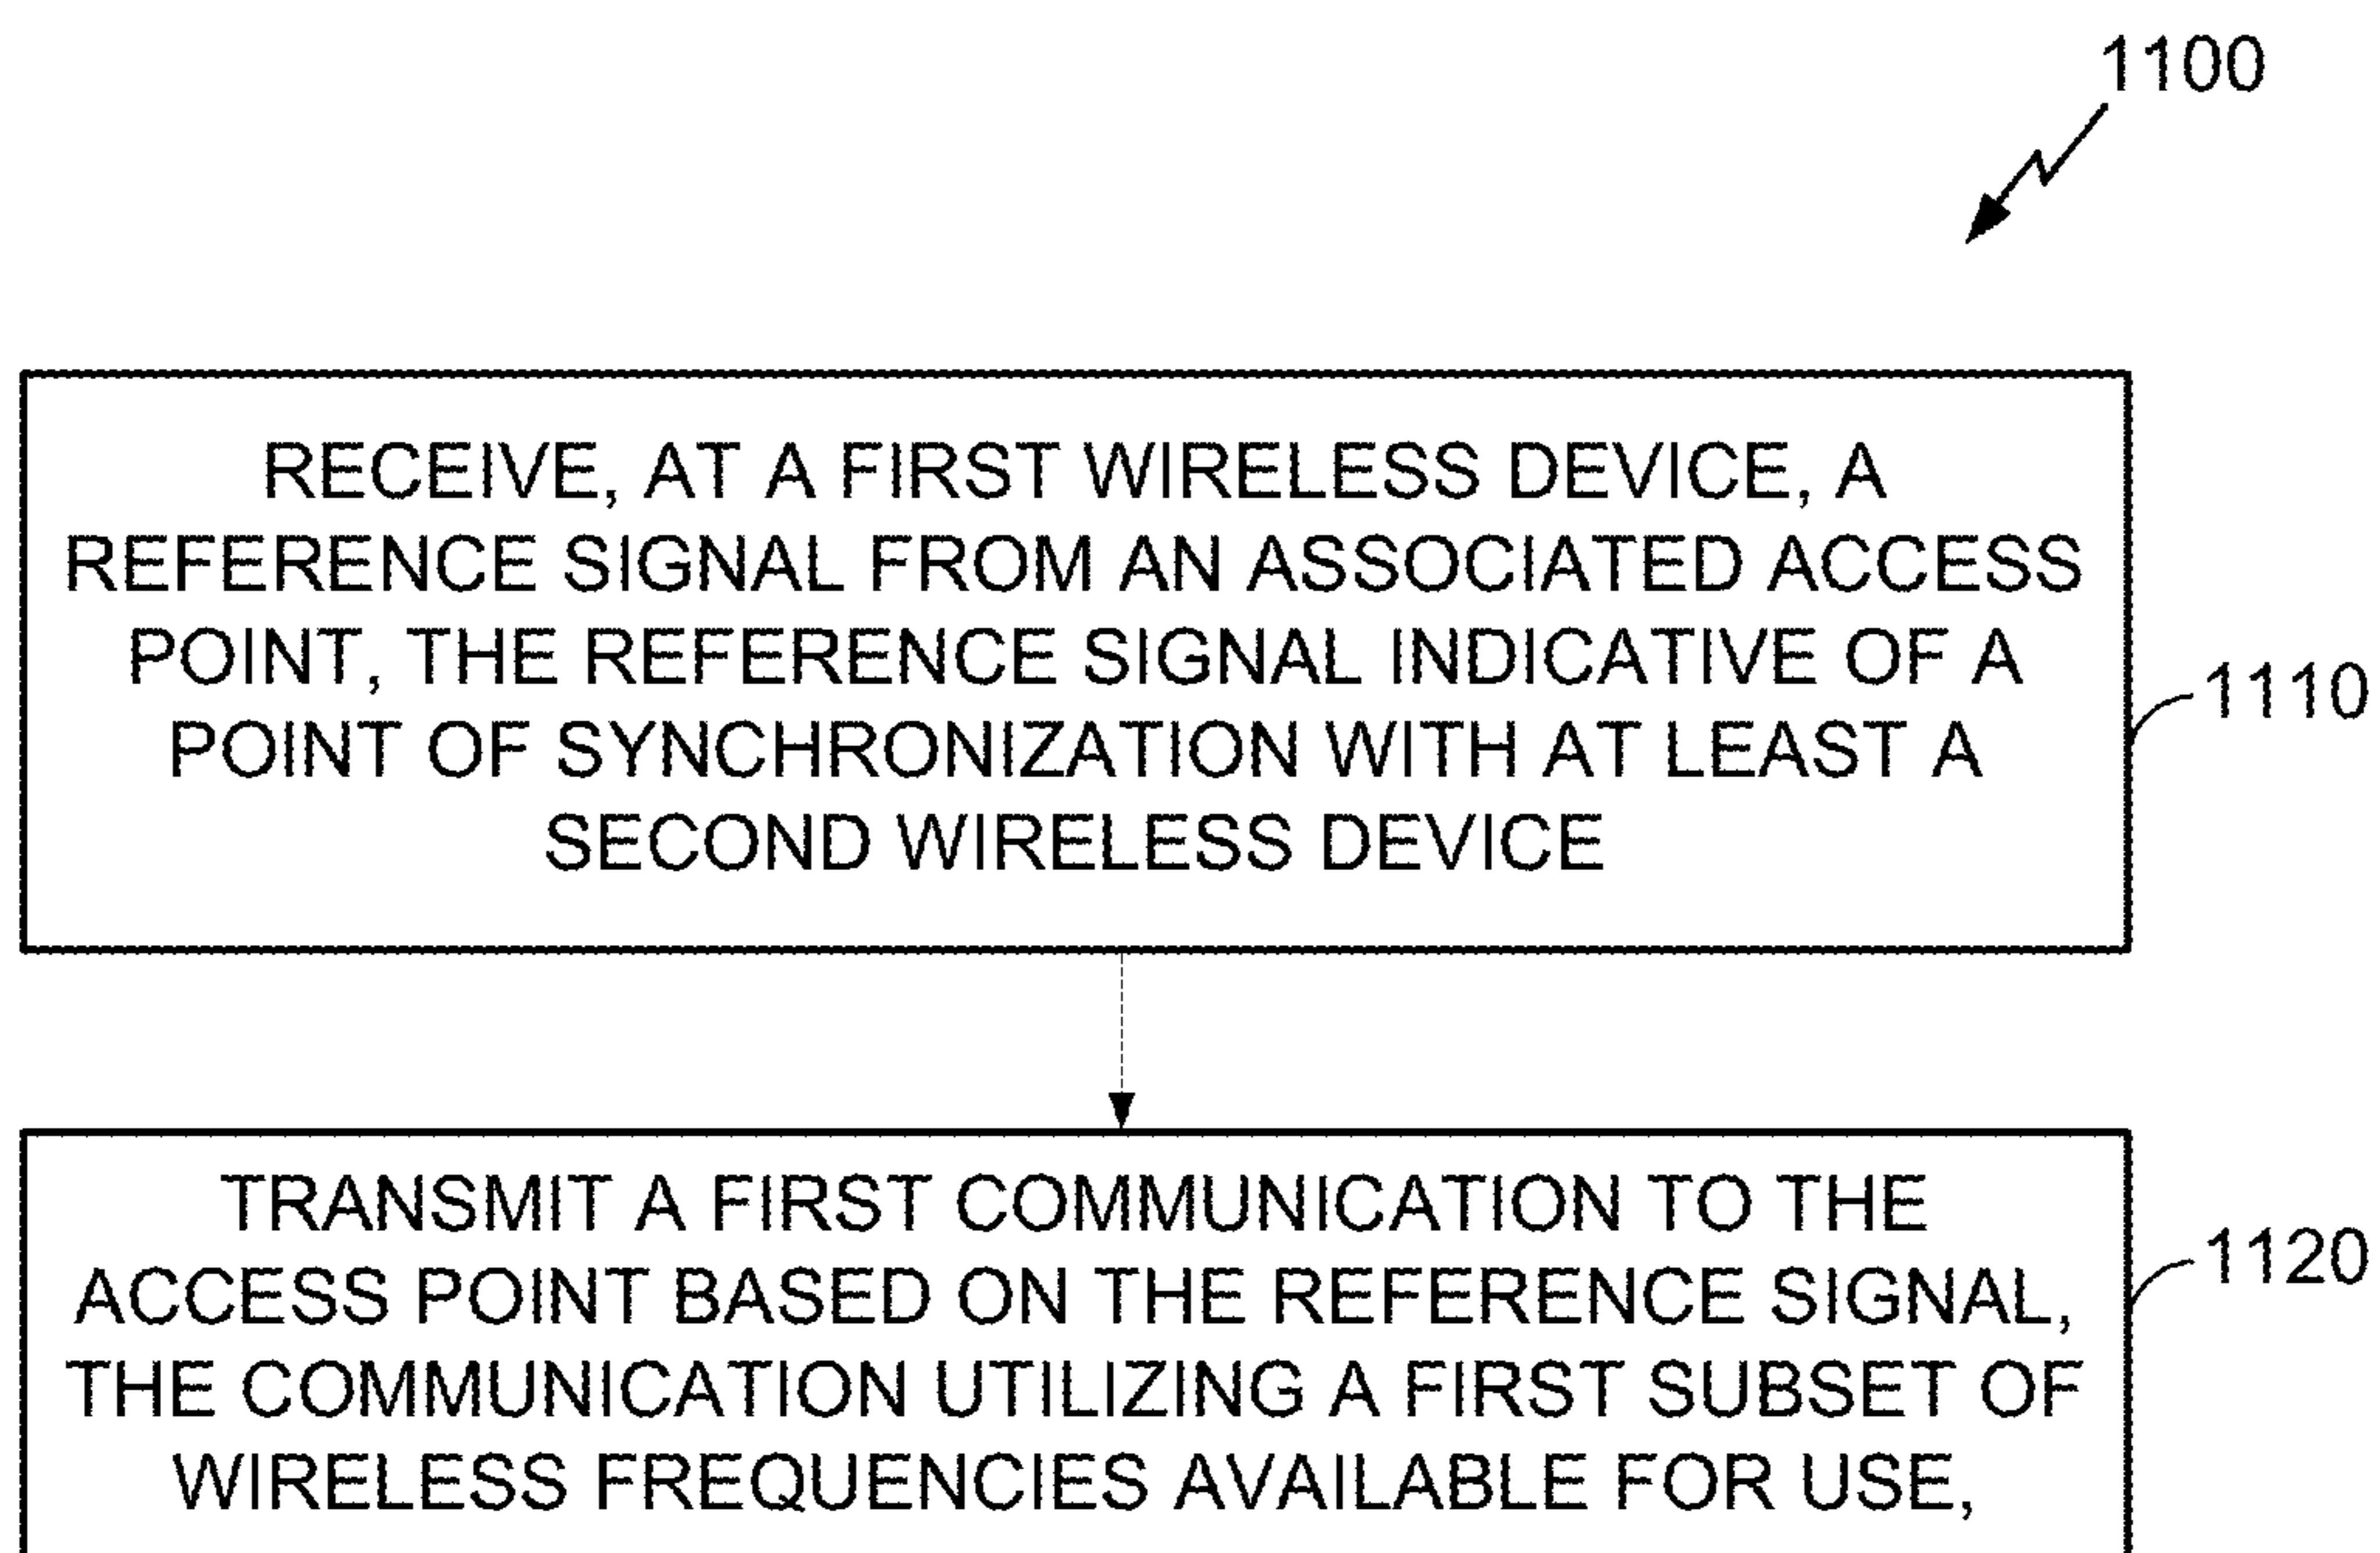 1100
RECEIVE, AT A FIRST WIRELESS DEVICE, A
REFERENCE SIGNAL FROM AN ASSOCIATED ACCESS
POINT, THE REFERENCE SIGNAL INDICATIVE OF A
POINT OF SYNCHRONIZATION WITH AT LEAST A
SECOND WIRELESS DEVICE
1110
TRANSMIT A FIRST COMMUNICATION TO THE
ACCESS POINT BASED ON THE REFERENCE SIGNAL,
THE COMMUNICATION UTILIZING A FIRST SUBSET OF
WIRELESS FREQUENCIES AVAILABLE FOR USE,
1120